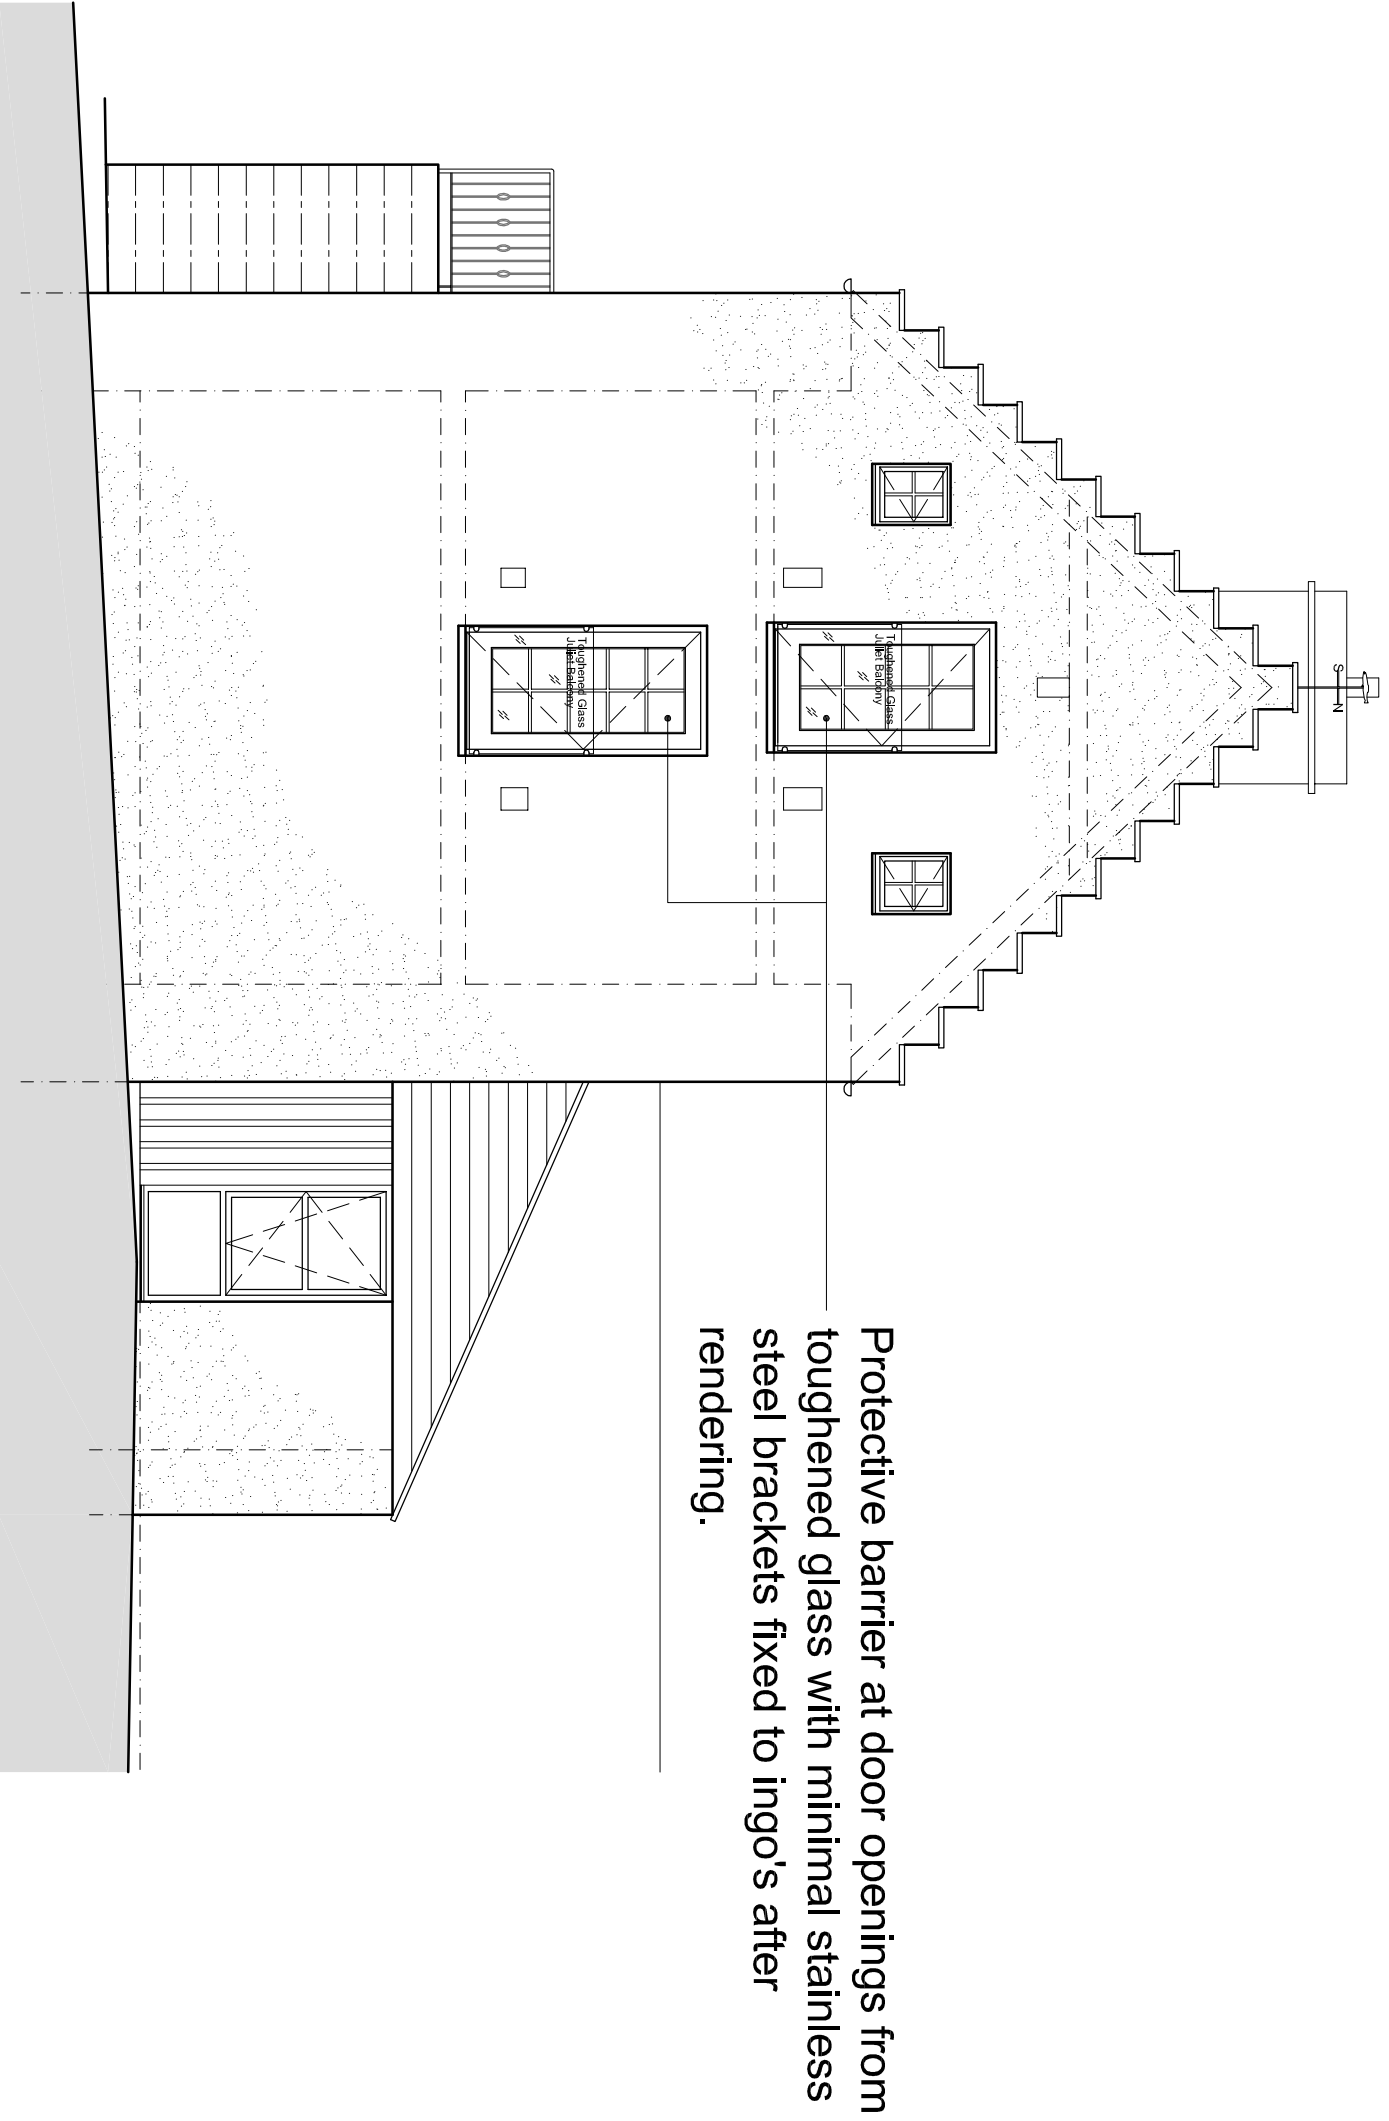 S N
Toughened Glass
Juliet Balcony
Toughened Glass
Juliet Balcony
Protective barrier at door openings from
toughened glass with minimal stainless
steel brackets fixed to ingo's after
rendering.